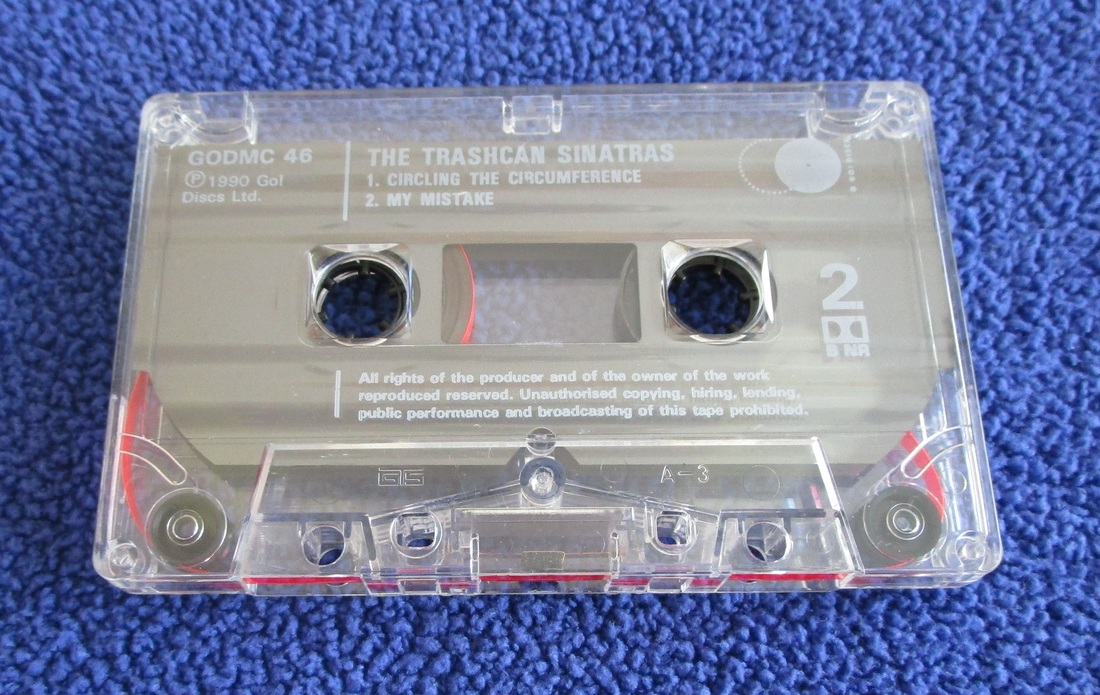 GODMC 46
Ⓟ 1990 Go!
Discs Ltd.
THE TRASHCAN SINATRAS
1. CIRCLING THE CIRCUMFERENCE
2. MY MISTAKE
2
B NR
All rights of the producer and of the owner of the work
reproduced reserved. Unauthorised copying, hiring, lending,
public performance and broadcasting of this tape prohibited.
A-3